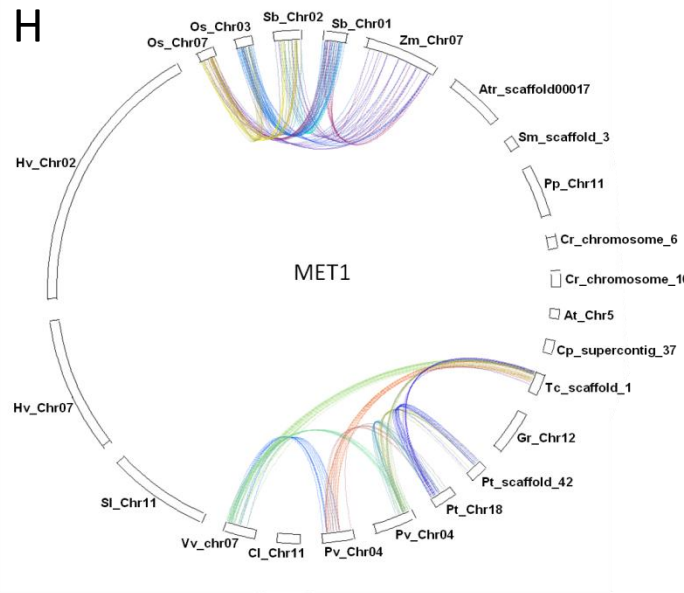 H
Os_Chr07
Os_Chr03
Sb_Chr02
Sb_Chr01
Zm_Chr07
Atr_scaffold00017
Sm_scaffold_3
Pp_Chr11
Cr_chromosome_6
Cr_chromosome_10
At_Chr5
Cp_supercontig_37
Tc_scaffold_1
Gr_Chr12
Pt_scaffold_42
Pt_Chr18
Pv_Chr04
Pv_Chr04
Cl_Chr11
Vv_chr07
Sl_Chr11
Hv_Chr07
Hv_Chr02
MET1